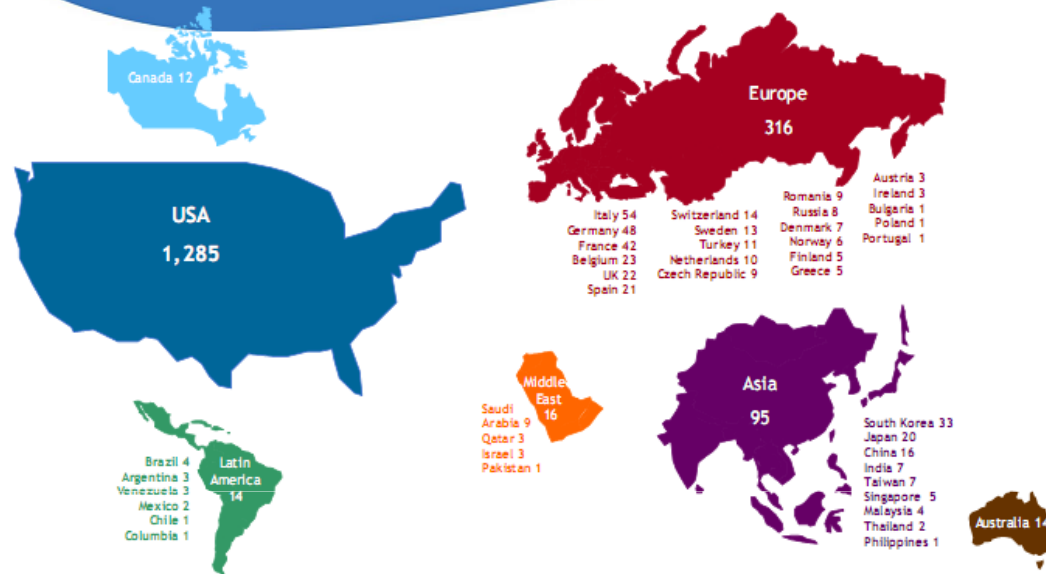 Canada 12
USA
1,285
Europe
316
Italy 54
Germany 48
France 42
Belgium 23
UK 22
Spain 21
Switzerland 14
Sweden 13
Turkey 11
Netherlands 10
Czech Republic 9
Romania 9
Russia 8
Denmark 7
Norway 6
Finland 5
Greece 5
Austria 3
Ireland 3
Bulgaria 1
Poland 1
Portugal 1
Latin
America
14
Brazil 4
Argentina 3
Venezuela 3
Mexico 2
Chile 1
Columbia 1
Middle
East
16
Saudi
Arabia 9
Qatar 3
Israel 3
Pakistan 1
Asia
95
South Korea 33
Japan 20
China 16
India 7
Taiwan 7
Singapore 5
Malaysia 4
Thailand 2
Philippines 1
Australia 14